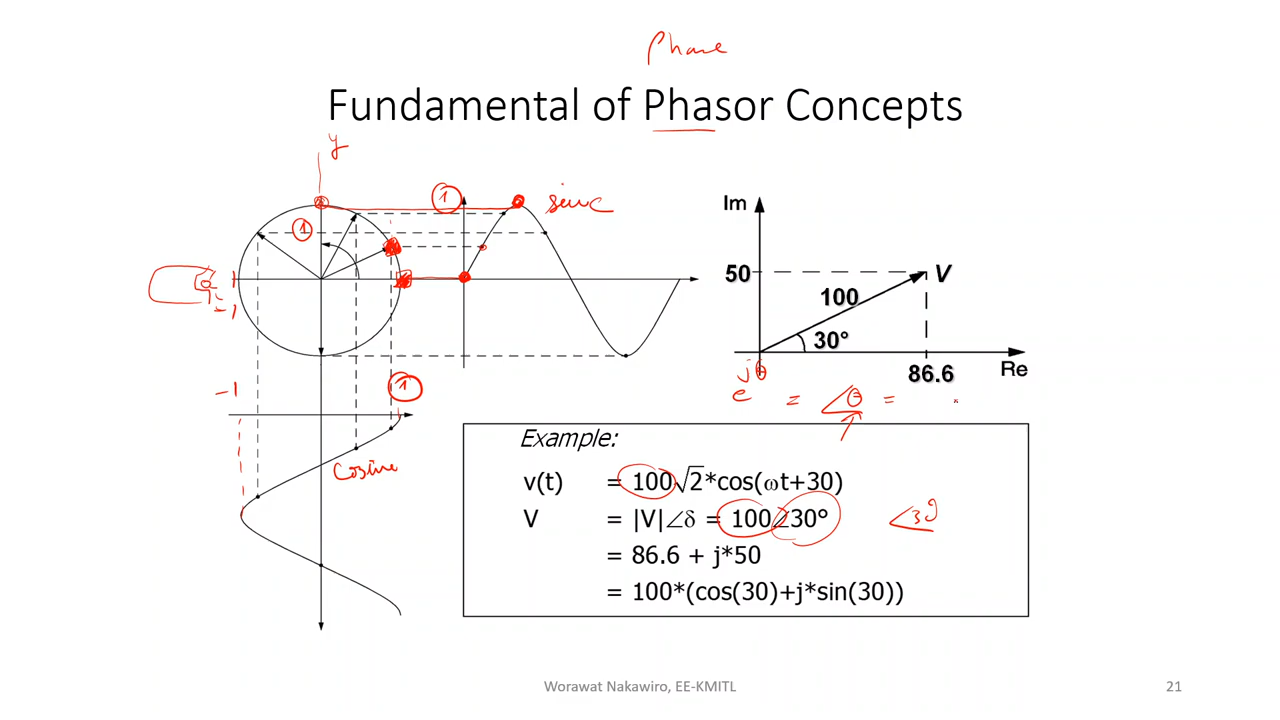 Phase
Fundamental of Phasor Concepts
y
1
sine
1
1
-1
-1
1
cosine
Im
50
V
100
30°
86.6
Re
e^jθ = ∠θ =
Example:
v(t) = 100√2*cos(ωt+30)
V = |V|∠δ = 100∠30°
∠30
= 86.6 + j*50
= 100*(cos(30)+j*sin(30))
Worawat Nakawiro, EE-KMITL
21